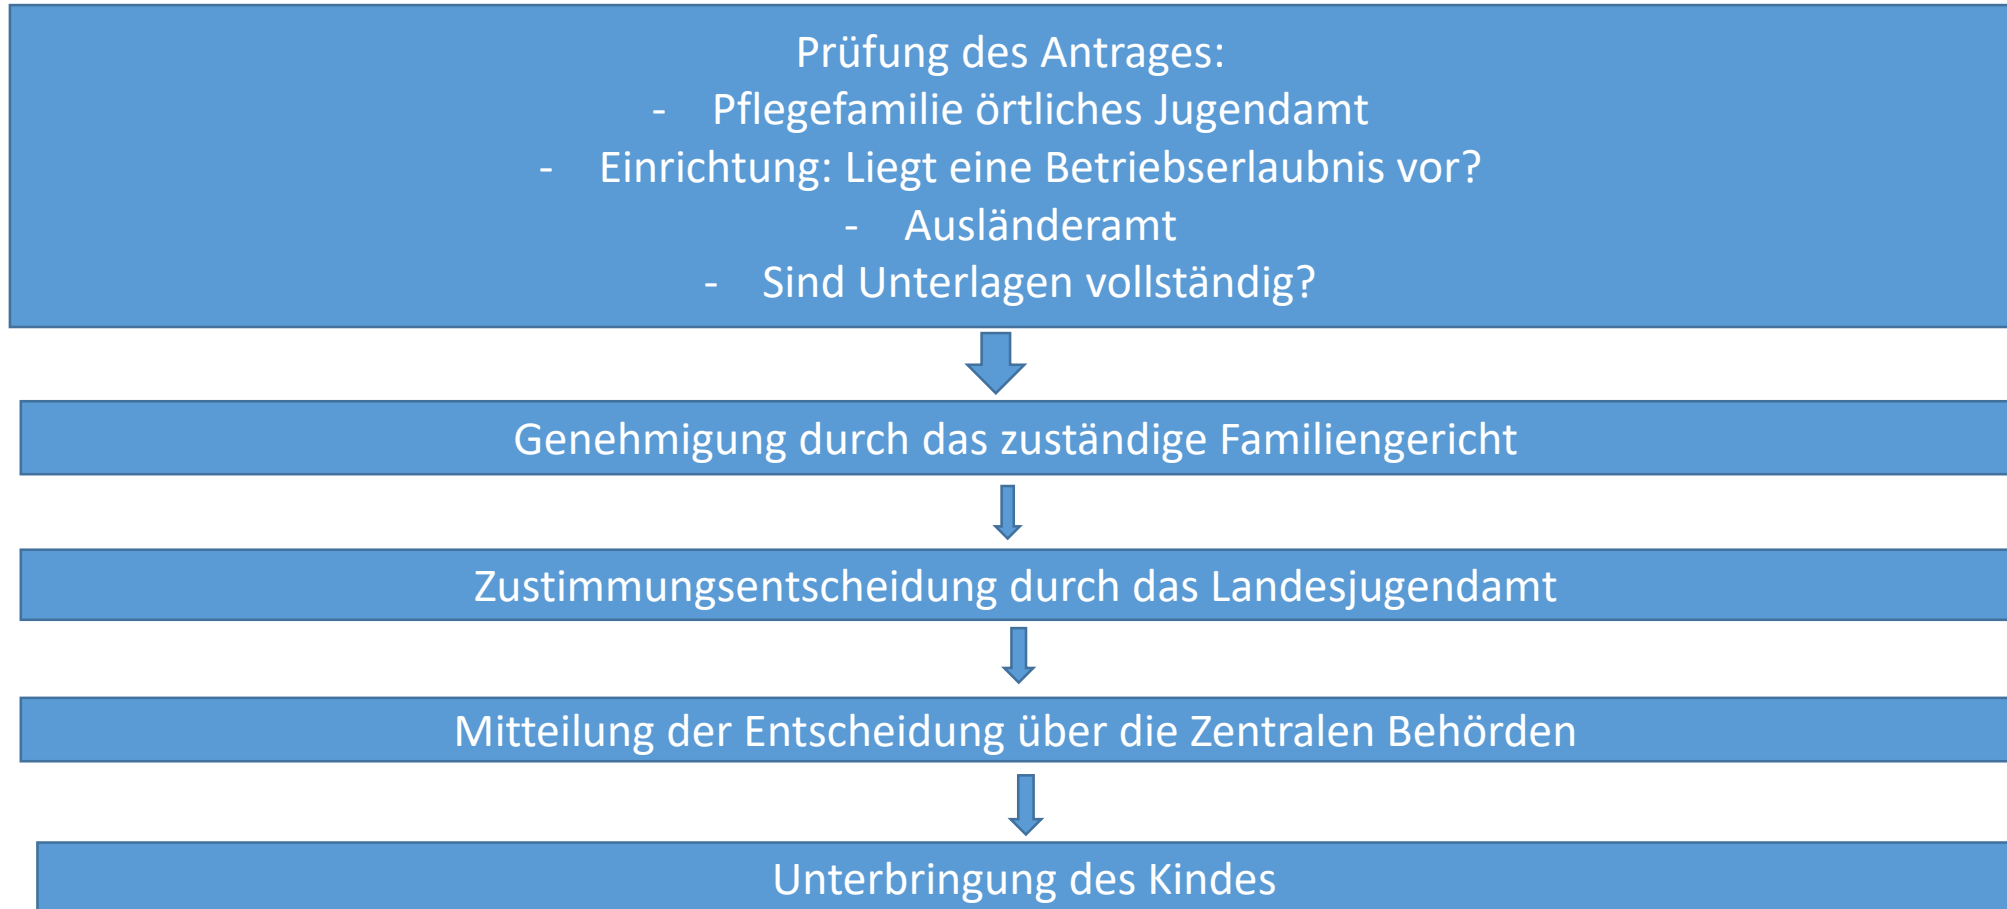 Prüfung des Antrages:
- Pflegefamilie örtliches Jugendamt
- Einrichtung: Liegt eine Betriebserlaubnis vor?
- Ausländeramt
- Sind Unterlagen vollständig?
Genehmigung durch das zuständige Familiengericht
Zustimmungsentscheidung durch das Landesjugendamt
Mitteilung der Entscheidung über die Zentralen Behörden
Unterbringung des Kindes